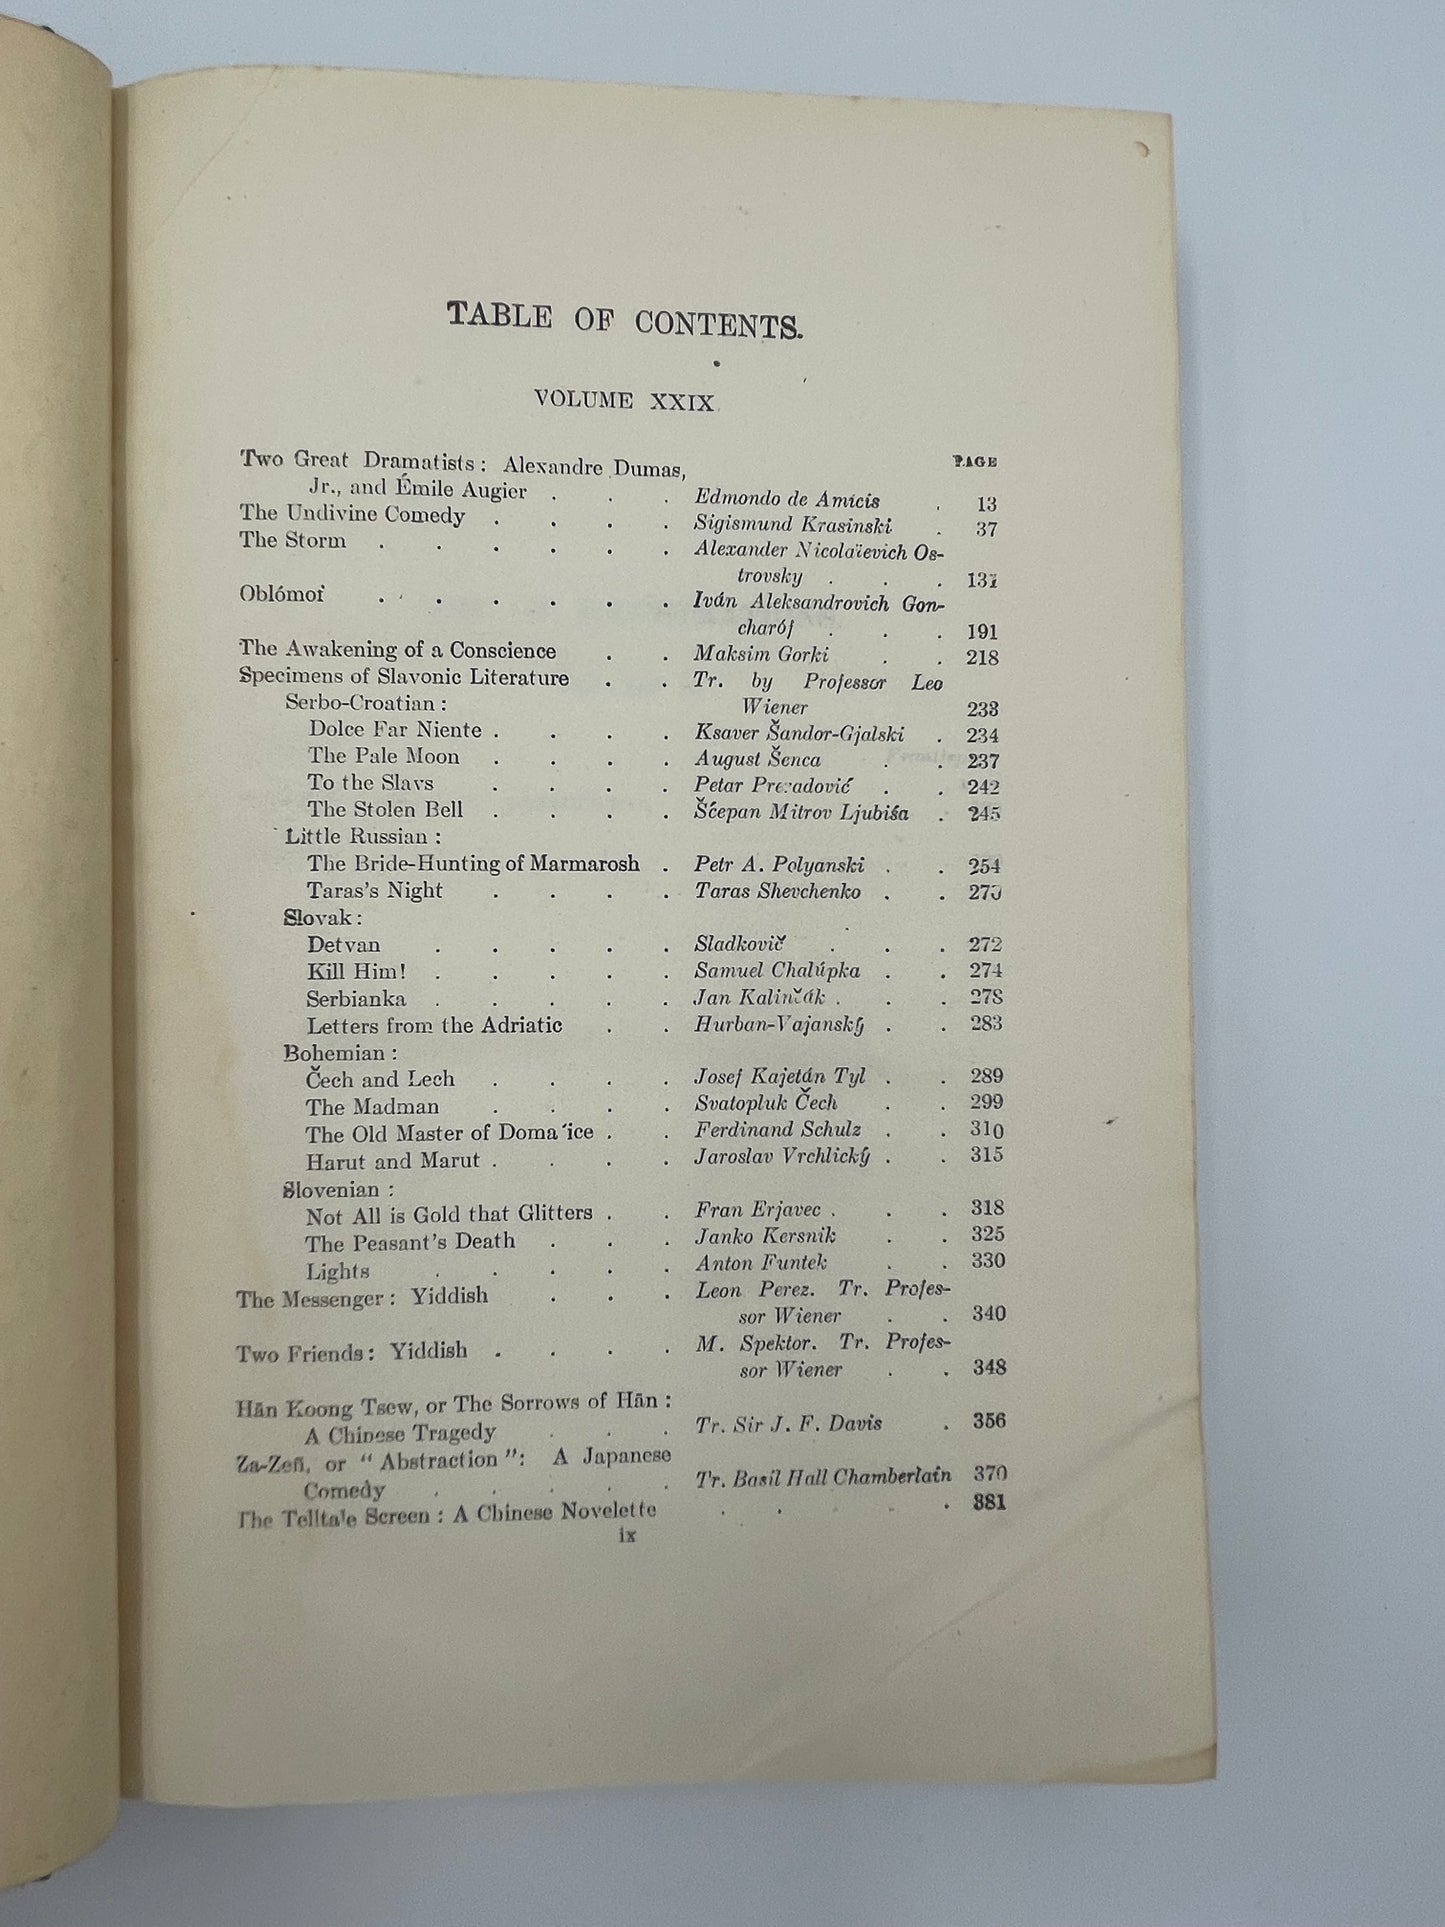 TABLE OF CONTENTS.
VOLUME XXIX
PAGE
Two Great Dramatists: Alexandre Dumas,
Jr., and Émile Augier . . . Edmondo de Amicis . 13
The Undivine Comedy . . . . Sigismund Krasinski . 37
The Storm . . . . . . Alexander Nicolaïevich Os-
trovsky . . . 131
Oblómof . . . . . . Iván Aleksandrovich Gon-
charóf . . . 191
The Awakening of a Conscience . . Maksim Gorki . . 218
Specimens of Slavonic Literature . . Tr. by Professor Leo
Wiener 233
Serbo-Croatian:
Dolce Far Niente . . . . Ksaver Šandor-Gjalski . 234
The Pale Moon . . . . August Šenca . . 237
To the Slavs . . . . Petar Preradović . . 242
The Stolen Bell . . . . Šćepan Mitrov Ljubiša . 245
Little Russian:
The Bride-Hunting of Marmarosh . Petr A. Polyanski . . 254
Taras's Night . . . . Taras Shevchenko . . 270
Slovak:
Detvan . . . . . Sladkovič . . . 272
Kill Him! . . . . . Samuel Chalúpka . . 274
Serbianka . . . . . Jan Kalinčák . . . 278
Letters from the Adriatic . . Hurban-Vajanský . . 283
Bohemian:
Čech and Lech . . . . Josef Kajetán Tyl . . 289
The Madman . . . . Svatopluk Čech . . 299
The Old Master of Doma'ice . . Ferdinand Schulz . . 310
Harut and Marut . . . . Jaroslav Vrchlický . . 315
Slovenian:
Not All is Gold that Glitters . . Fran Erjavec . . . 318
The Peasant's Death . . . Janko Kersnik . . 325
Lights . . . . . Anton Funtek . . 330
The Messenger: Yiddish . . . Leon Perez. Tr. Profes-
sor Wiener . . 340
Two Friends: Yiddish . . . . M. Spektor. Tr. Profes-
sor Wiener . . 348
Hān Koong Tsew, or The Sorrows of Hān:
A Chinese Tragedy . . . Tr. Sir J. F. Davis . 356
Za-Zeñ, or "Abstraction": A Japanese
Comedy . . . . . Tr. Basil Hall Chamberlain 370
The Telltale Screen: A Chinese Novelette . . . . . 381
ix